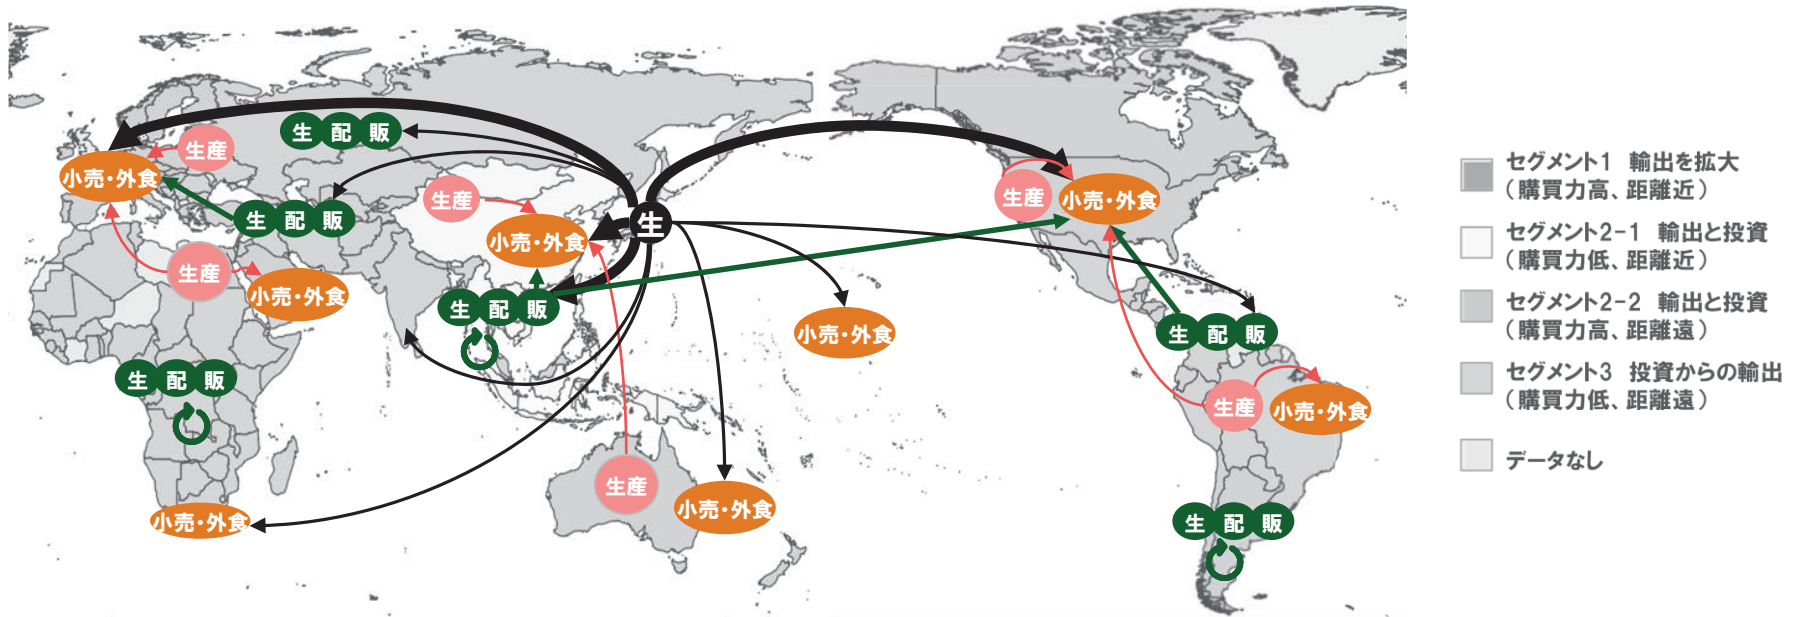 生 配 販
生産
小売・外食
生産
生産
小売・外食
生 配 販
生
小売・外食
生産
小売・外食
生 配 販
小売・外食
小売・外食
生 配 販
生 配 販
生産
小売・外食
生産
小売・外食
小売・外食
生 配 販
セグメント1 輸出を拡大
（購買力高、距離近）
セグメント2-1 輸出と投資
（購買力低、距離近）
セグメント2-2 輸出と投資
（購買力高、距離遠）
セグメント3 投資からの輸出
（購買力低、距離遠）
データなし